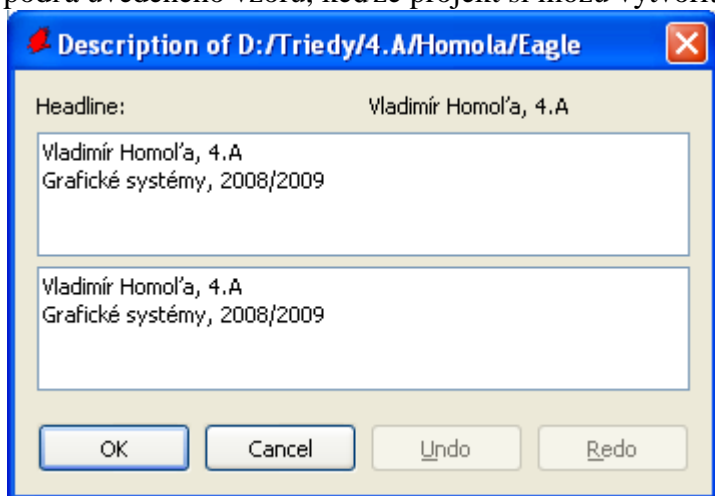 podľa uvedeného vzoru, keďže projekt si môžu vytvoriť
Description of D:/Triedy/4.A/Homola/Eagle
Headline: Vladimír Homoľa, 4.A
Vladimír Homoľa, 4.A
Grafické systémy, 2008/2009
Vladimír Homoľa, 4.A
Grafické systémy, 2008/2009
OK Cancel Undo Redo